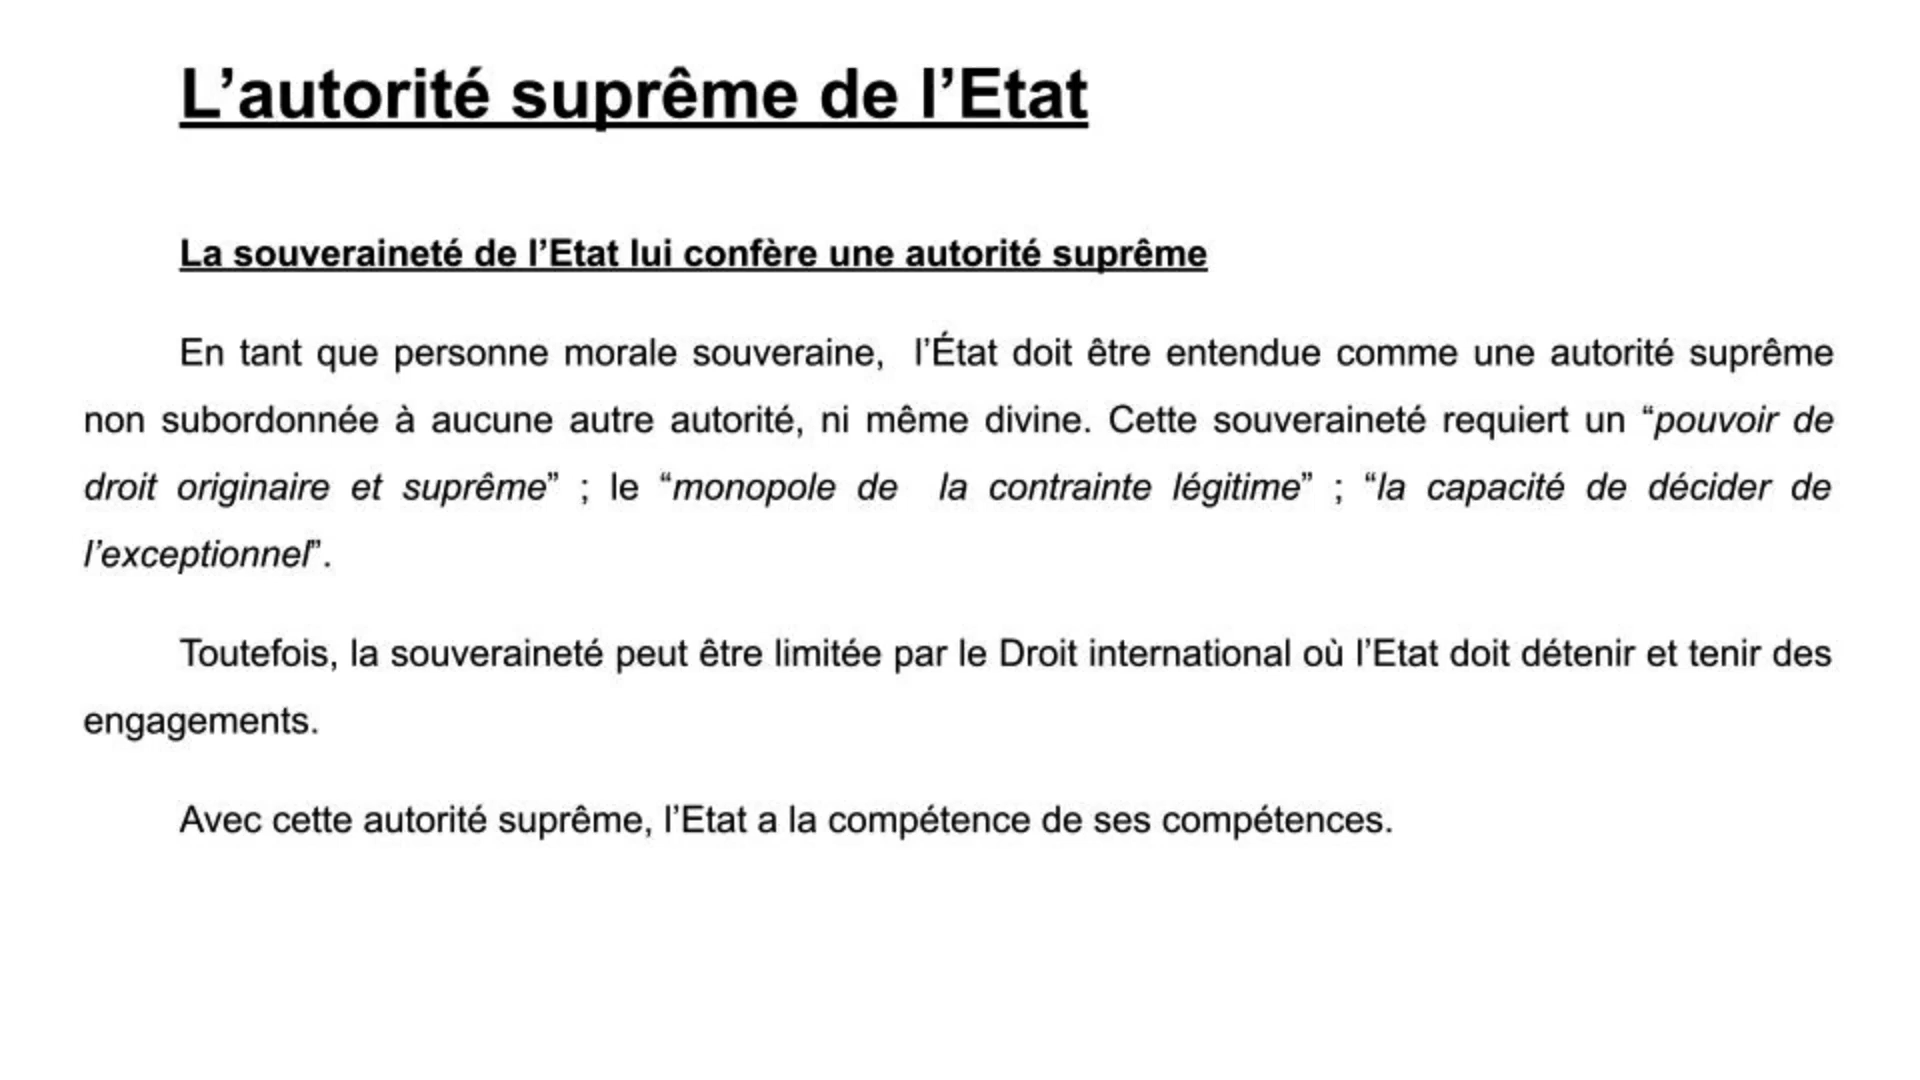 L’autorité suprême de l’Etat
La souveraineté de l’Etat lui confère une autorité suprême
En tant que personne morale souveraine,  l’État doit être entendue comme une autorité suprême
non subordonnée à aucune autre autorité, ni même divine. Cette souveraineté requiert un “pouvoir de
droit originaire et suprême” ; le “monopole de  la contrainte légitime” ; “la capacité de décider de
l’exceptionnel”.
Toutefois, la souveraineté peut être limitée par le Droit international où l’Etat doit détenir et tenir des
engagements.
Avec cette autorité suprême, l’Etat a la compétence de ses compétences.